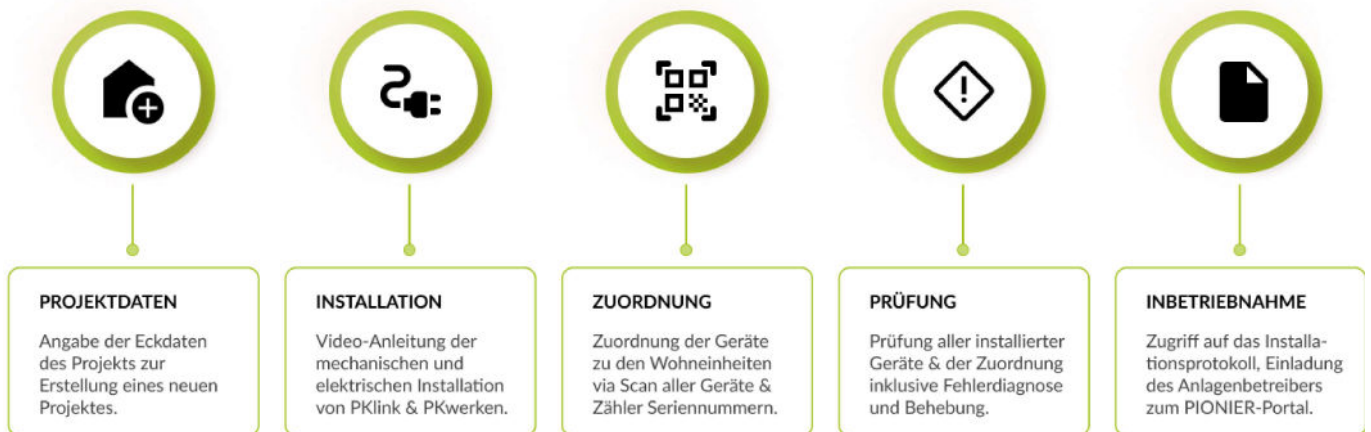 PROJEKTDATEN
Angabe der Eckdaten
des Projekts zur
Erstellung eines neuen
Projektes.
INSTALLATION
Video-Anleitung der
mechanischen und
elektrischen Installation
von PKlink & PKwerken.
ZUORDNUNG
Zuordnung der Geräte
zu den Wohneinheiten
via Scan aller Geräte &
Zähler Seriennummern.
PRÜFUNG
Prüfung aller installierter
Geräte & der Zuordnung
inklusive Fehlerdiagnose
und Behebung.
INBETRIEBNAHME
Zugriff auf das Installa-
tionsprotokoll, Einladung
des Anlagenbetreibers
zum PIONIER-Portal.